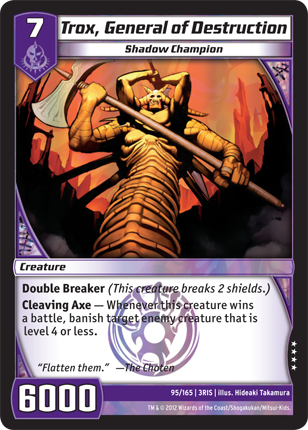 7
Trox, General of Destruction
Shadow Champion
Creature
Double Breaker (This creature breaks 2 shields.)
Cleaving Axe — Whenever this creature wins
a battle, banish target enemy creature that is
level 4 or less.
“Flatten them.” —The Choten
6000
95/165 | 3RIS | illus. Hideaki Takamura
TM & © 2012 Wizards of the Coast/Shogakukan/Mitsui-Kids.